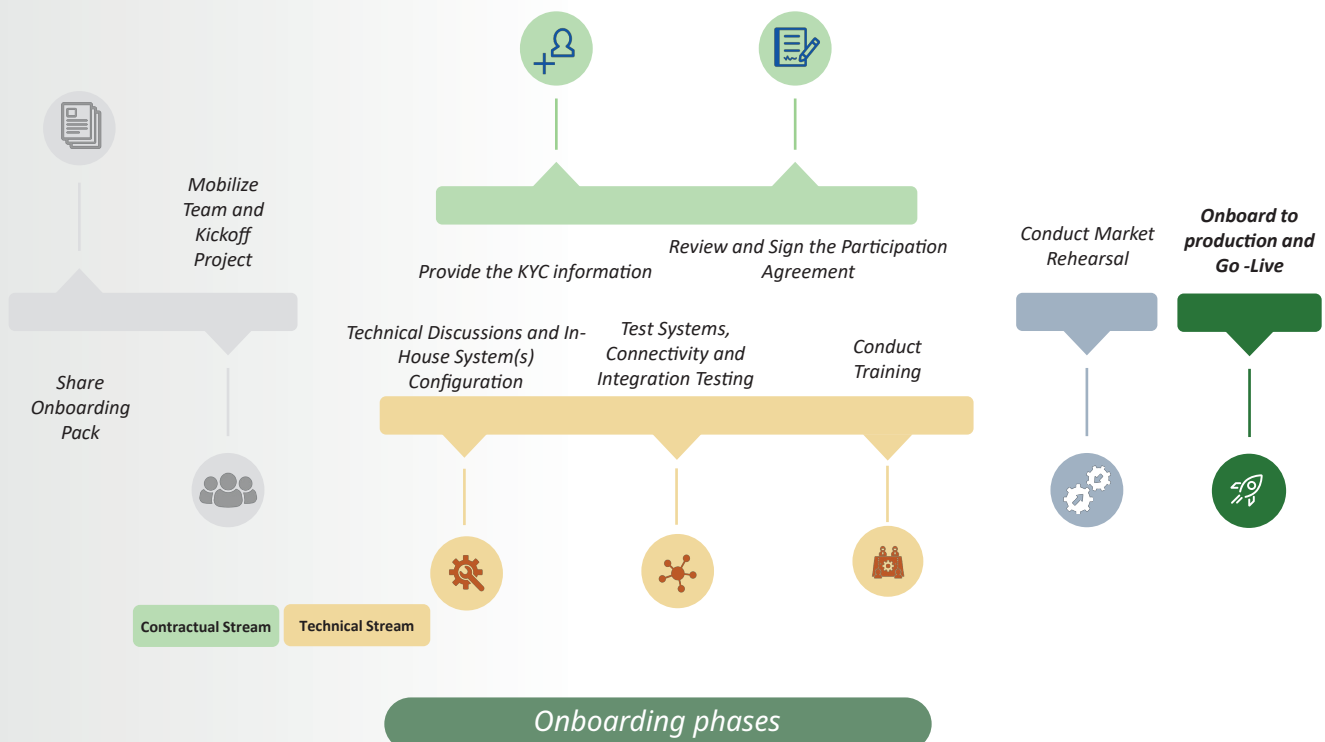 Mobilize
Team and
Kickoff
Project
Share
Onboarding
Pack
Provide the KYC information
Review and Sign the Participation
Agreement
Technical Discussions and In-
House System(s)
Configuration
Test Systems,
Connectivity and
Integration Testing
Conduct
Training
Conduct Market
Rehearsal
Onboard to
production and
Go -Live
Contractual Stream
Technical Stream
Onboarding phases